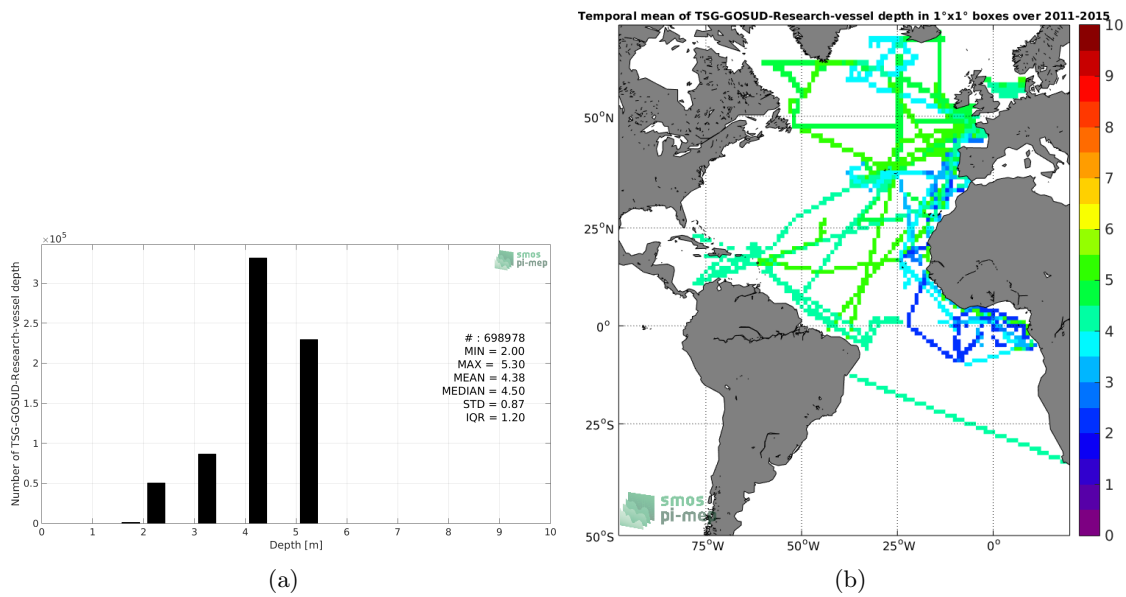 Temporal mean of TSG-GOSUD-Research-vessel depth in 1°x1° boxes over 2011-2015
×10⁵
Number of TSG-GOSUD-Research-vessel depth
3
2.5
2
1.5
1
0.5
0
0 1 2 3 4 5 6 7 8 9 10
Depth [m]
smos
pi-mep
# : 698978
MIN = 2.00
MAX = 5.30
MEAN = 4.38
MEDIAN = 4.50
STD = 0.87
IQR = 1.20
(a)
50°N
25°N
0°
25°S
50°S
75°W 50°W 25°W 0°
smos
pi-mep
10
9
8
7
6
5
4
3
2
1
0
(b)